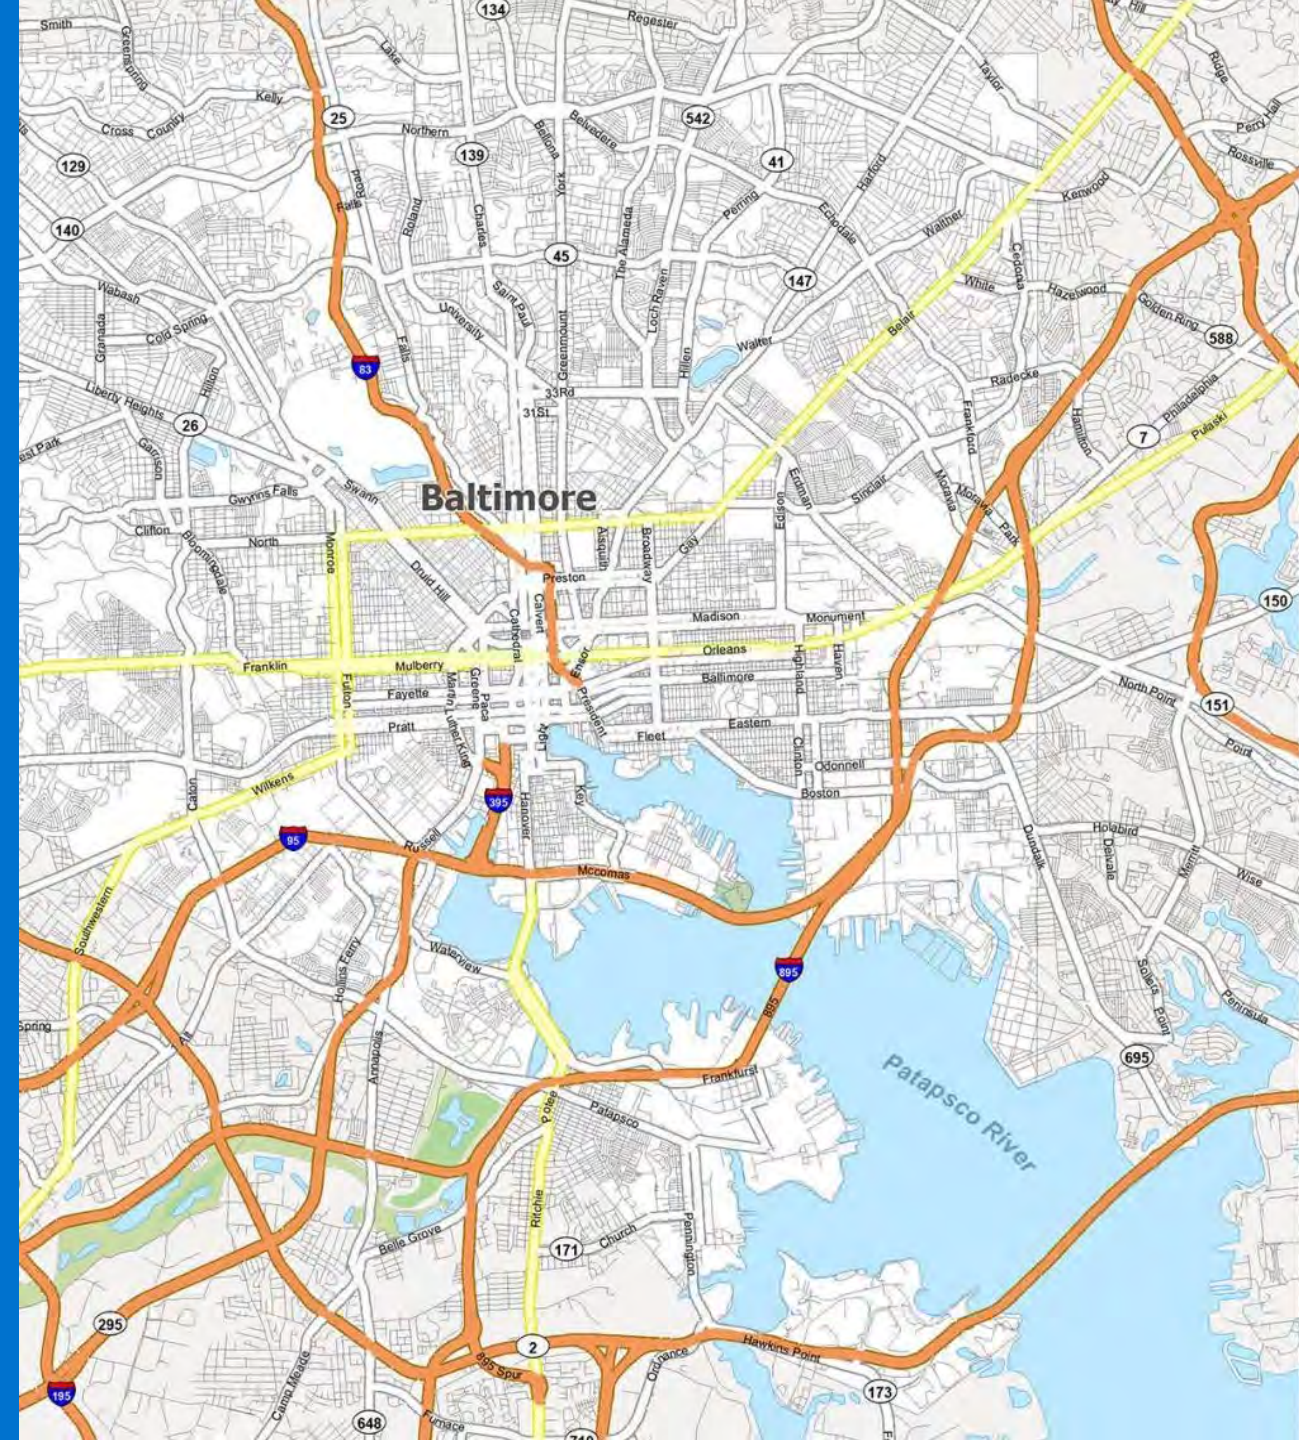 134
Regester
Smith
Greenspring
Lake
Hill
Ridge
Taylor
Kelly
25
542
Cross Country
Northern
Belvedere
Perry Hall
139
Bellona
41
Harford
Rossville
129
Falls Road
York
Kenwood
Roland
Charles
Perring
Echodale
Walther
140
45
The Alameda
Cedonia
147
Wabash
Saint Paul
Loch Raven
White
Hazelwood
Golden Ring
University
Cold Spring
Granada
Belair
588
Falls
Greenmount
Hillen
Walter
83
Hilton
33Rd
Radecke
Liberty Heights
31St
Philadelphia
26
Frankford
Hamilton
Pulaski
7
Garrison
Swann
Baltimore
Erdman
Sinclair
Moravia
Moravia Park
Gwynns Falls
Edison
Clifton
North
Monroe
Aisquith
Broadway
Gay
Bloomingdale
Druid Hill
Preston
150
Cathedral
Calvert
Madison
Monument
Franklin
Mulberry
Ensor
Orleans
Highland
Haven
Greene
Baltimore
Fulton
Fayette
Martin Luther King
Paca
President
North Point
151
Pratt
Light
Fleet
Eastern
Point
Clinton
Odonnell
Wilkens
Caton
395
Hanover
Key
Boston
95
Russell
Dundalk
Holabird
Delvale
Merritt
Wise
Mccomas
Southwestern
Hollins Ferry
Waterview
895
Sollers Point
Peninsula
895
Spring
Alt
Annapolis
695
Frankfurst
Patapsco River
Potee
Patapsco
Ritchie
Belle Grove
171
Church
Pennington
295
2
Hawkins Point
895 Spur
Ordnance
195
Camp Meade
173
648
Furnace
710